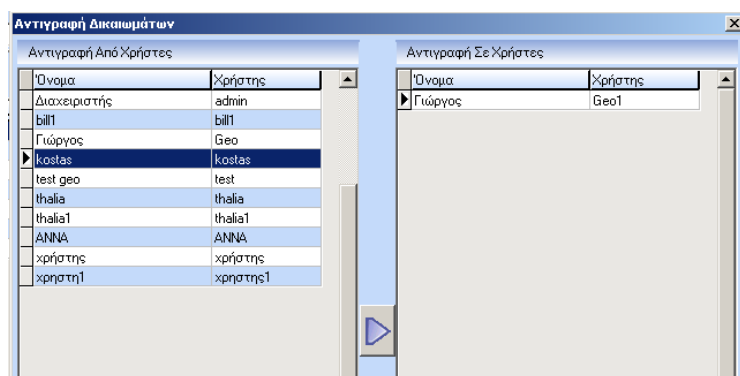 Αντιγραφή Δικαιωμάτων
Αντιγραφή Από Χρήστες
Όνομα Χρήστης
Διαχειριστής admin
bill1 bill1
Γιώργος Geo
kostas kostas
test geo test
thalia thalia
thalia1 thalia1
ANNA ANNA
χρήστης χρήστης
χρηστη1 χρηστης1
Αντιγραφή Σε Χρήστες
Όνομα Χρήστης
Γιώργος Geo1